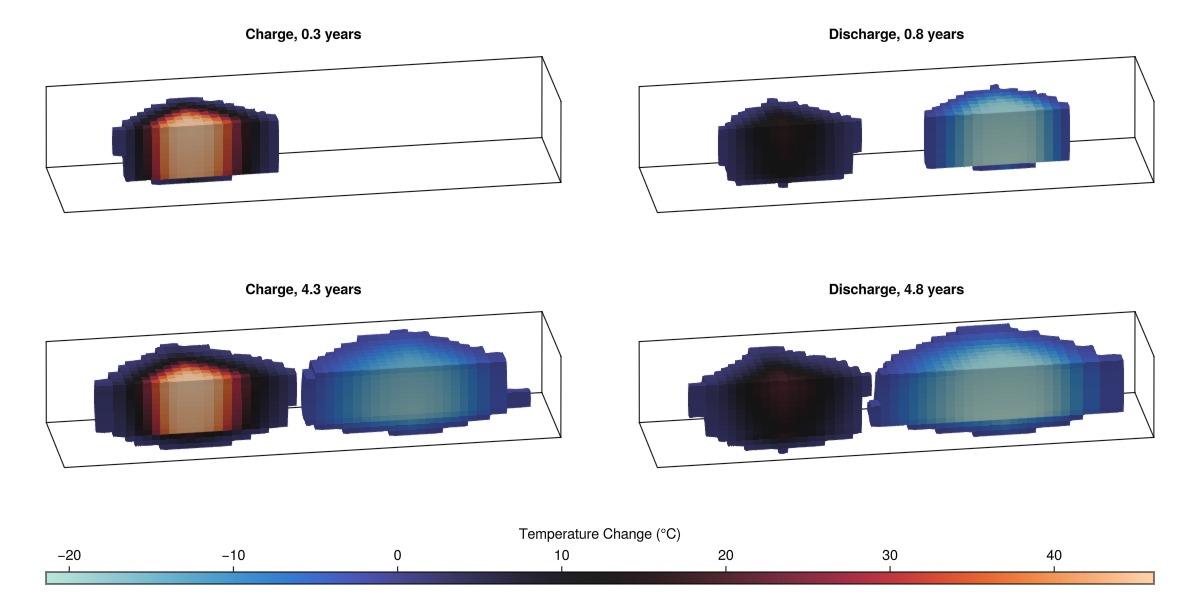 Charge, 0.3 years
Discharge, 0.8 years
Charge, 4.3 years
Discharge, 4.8 years
Temperature Change (°C)
−20 −10 0 10 20 30 40